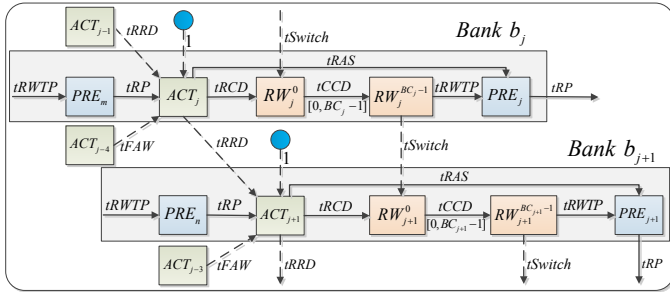 ACT_{j-1}
tRRD
1
tSwitch
Bank b_j
tRAS
tRWTP
PRE_m
tRP
ACT_j
tRCD
RW_j^0
tCCD
[0, BC_j -1]
RW_j^{BC_j-1}
tRWTP
PRE_j
tRP
ACT_{j-4}
tFAW
tRRD
1
tSwitch
Bank b_{j+1}
tRAS
tRWTP
PRE_n
tRP
ACT_{j+1}
tRCD
RW_{j+1}^0
tCCD
[0, BC_{j+1} -1]
RW_{j+1}^{BC_{j+1}-1}
tRWTP
PRE_{j+1}
ACT_{j-3}
tFAW
tRRD
tSwitch
tRP